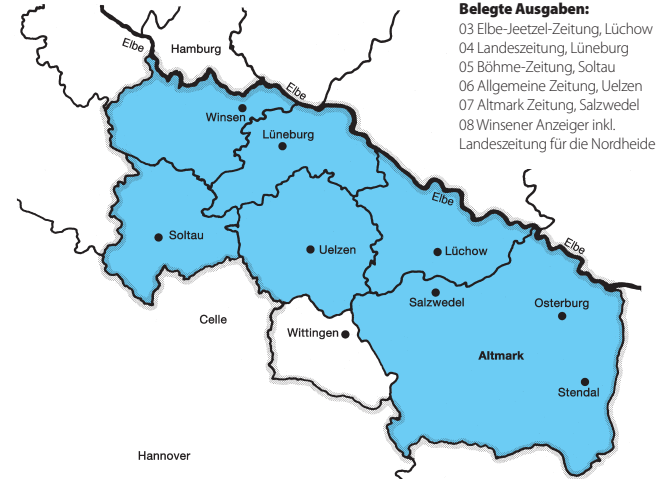 Belegte Ausgaben:
03 Elbe-Jeetzel-Zeitung, Lüchow
04 Landeszeitung, Lüneburg
05 Böhme-Zeitung, Soltau
06 Allgemeine Zeitung, Uelzen
07 Altmark Zeitung, Salzwedel
08 Winsener Anzeiger inkl.
Landeszeitung für die Nordheide
Elbe
Hamburg
Elbe
Winsen
Lüneburg
Elbe
Soltau
Uelzen
Lüchow
Elbe
Salzwedel
Osterburg
Celle
Wittingen
Altmark
Stendal
Hannover